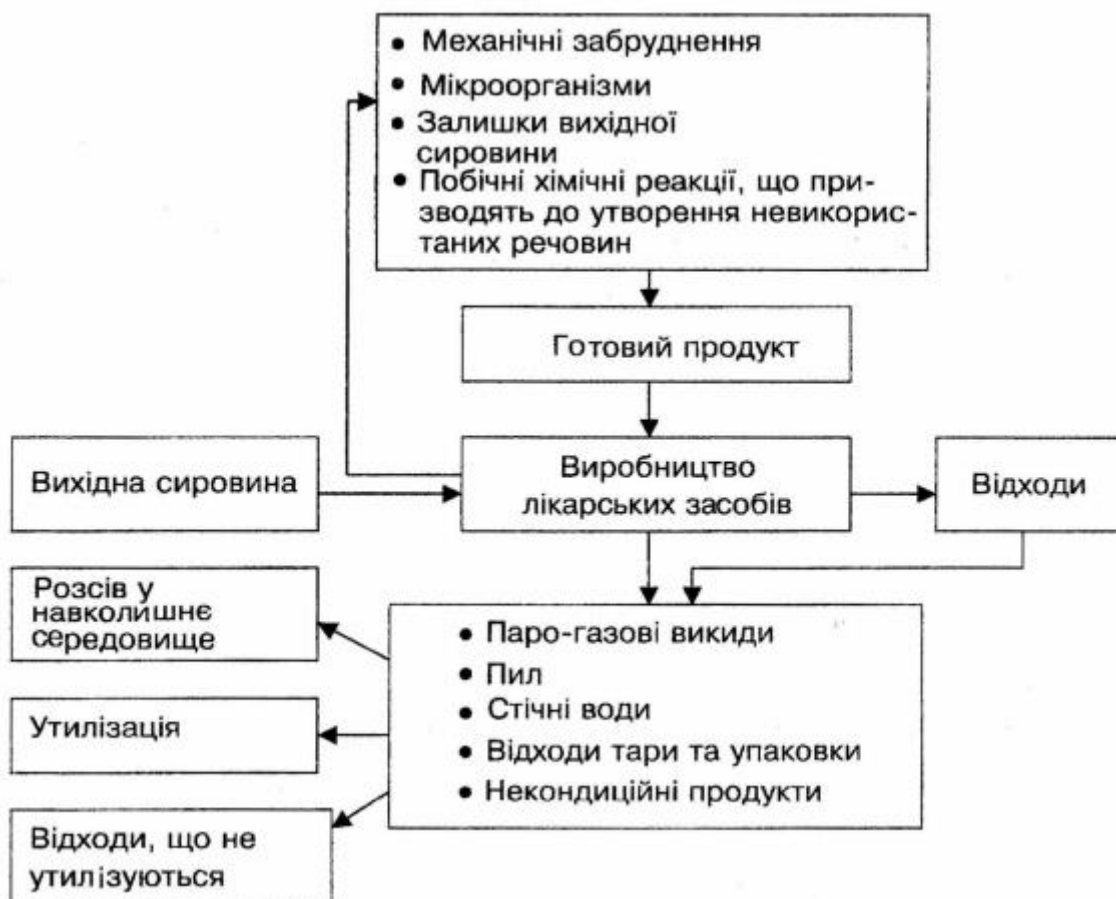 • Механічні забруднення
• Мікроорганізми
• Залишки вихідної
сировини
• Побічні хімічні реакції, що при-
зводять до утворення невикорис-
таних речовин
Готовий продукт
Вихідна сировина
Виробництво
лікарських засобів
Відходи
Розсів у
навколишнє
середовище
Утилізація
Відходи, що не
утилізуються
• Паро-газові викиди
• Пил
• Стічні води
• Відходи тари та упаковки
• Некондиційні продукти